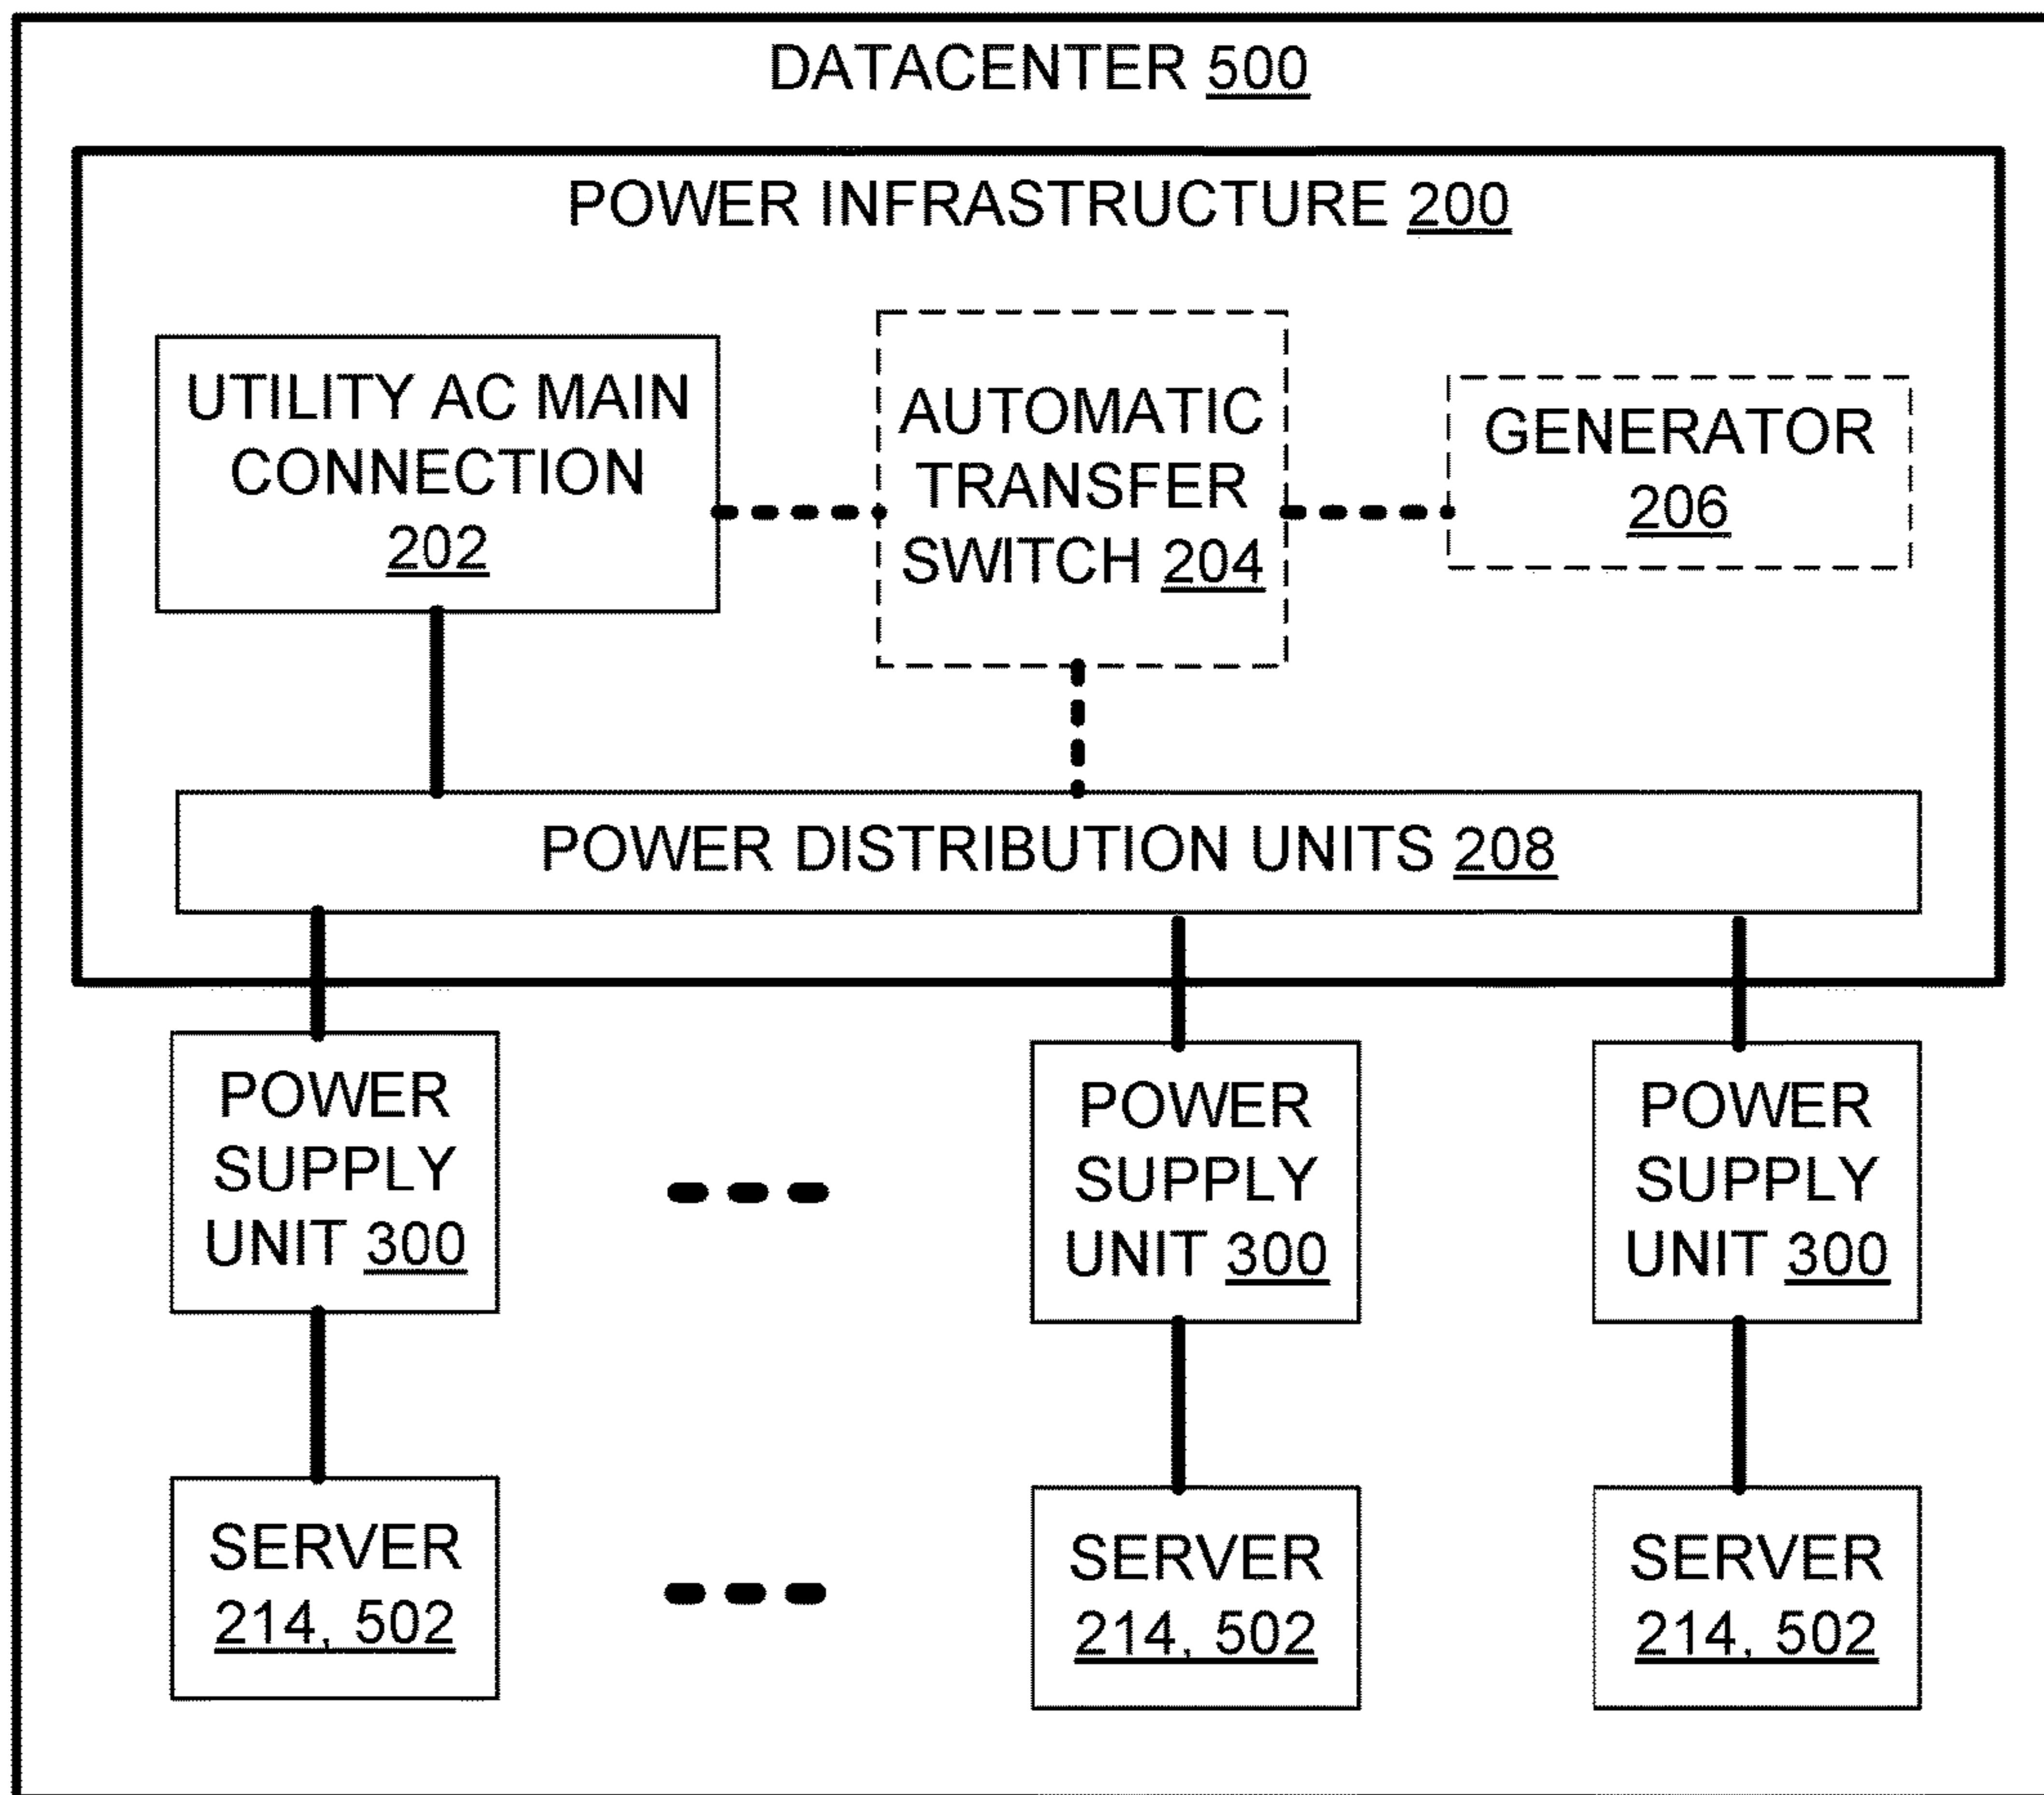 DATACENTER 500
POWER INFRASTRUCTURE 200
UTILITY AC MAIN
CONNECTION
202
AUTOMATIC
TRANSFER
SWITCH 204
GENERATOR
206
POWER DISTRIBUTION UNITS 208
POWER
SUPPLY
UNIT 300
POWER
SUPPLY
UNIT 300
POWER
SUPPLY
UNIT 300
SERVER
214, 502
SERVER
214, 502
SERVER
214, 502